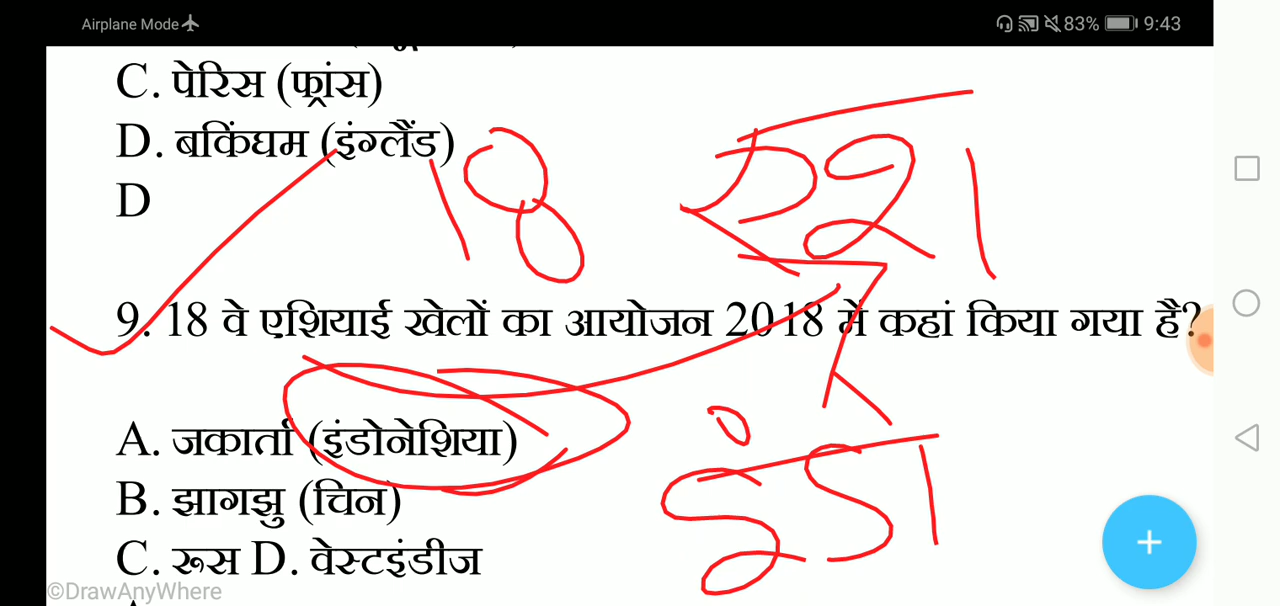 Airplane Mode 83% 9:43
C. पेरिस (फ्रांस)
D. बकिंघम (इंग्लैंड)
D
18
9. 18 वे एशियाई खेलों का आयोजन 2018 में कहां किया गया है?
A. जकार्ता (इंडोनेशिया)
B. झागझु (चिन)
C. रूस D. वेस्टइंडीज
©DrawAnyWhere